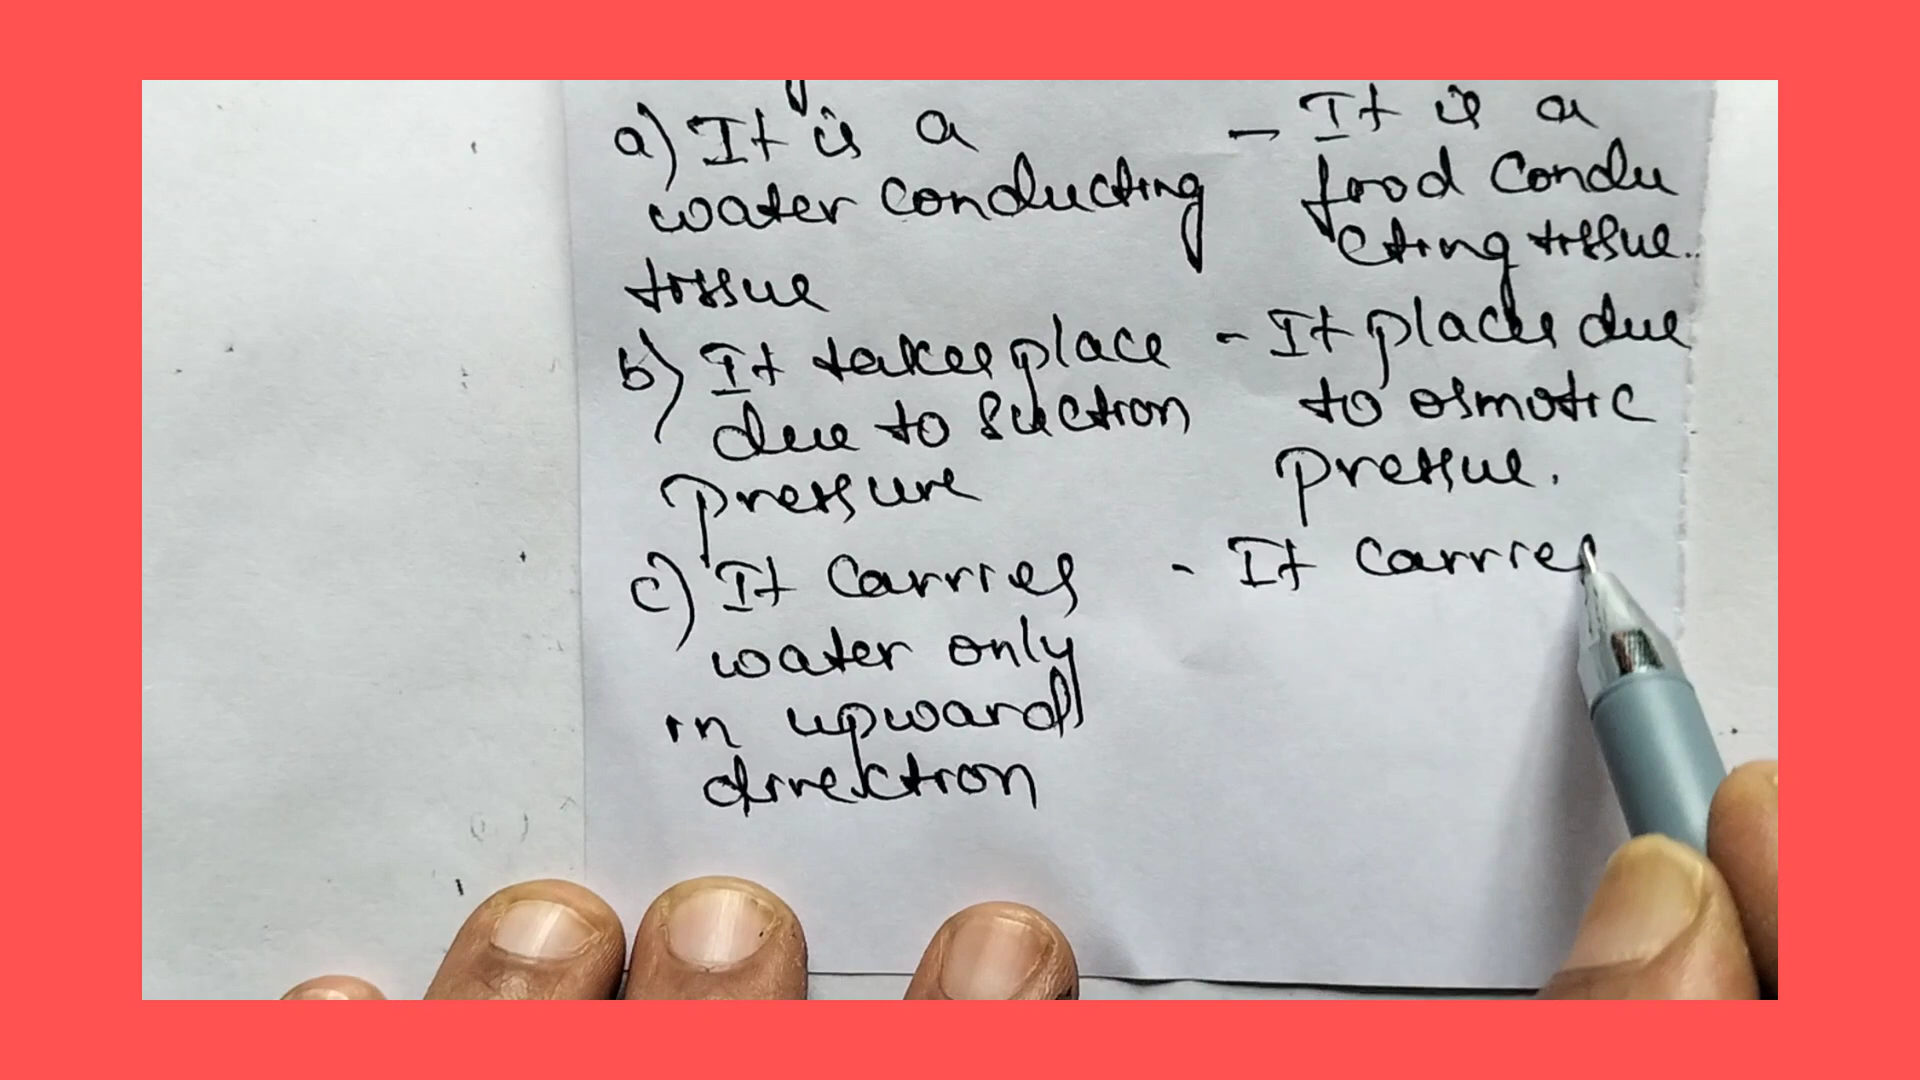 a) It is a
water conducting
tissue
b) It takes place
due to suction
pressure
c) It carries
water only
in upward
direction
- It is a
food condu
cting tissue..
- It places due
to osmotic
pressue.
- It carries